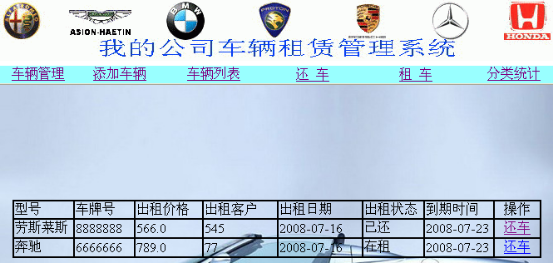 ASTON-MARTIN
BMW
PROTON
HONDA
我的公司车辆租赁管理系统
车辆管理 添加车辆 车辆列表 还 车 租 车 分类统计
型号 车牌号 出租价格 出租客户 出租日期 出租状态 到期时间 操作
劳斯莱斯 8888888 566.0 545 2008-07-16 已还 2008-07-23 还车
奔驰 6666666 789.0 77 2008-07-16 在租 2008-07-23 还车